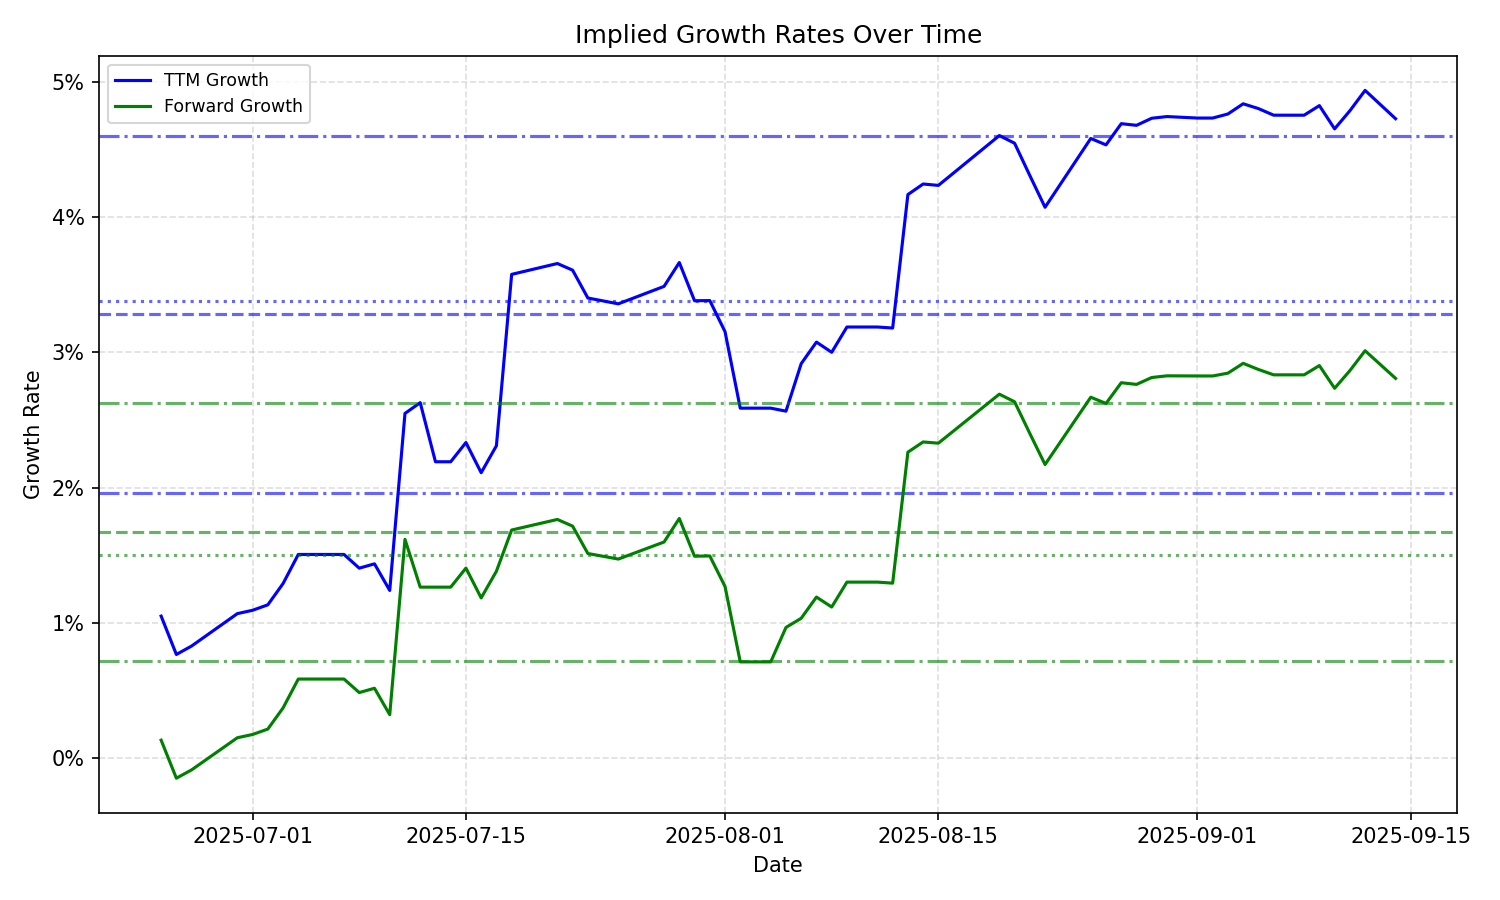 Implied Growth Rates Over Time
TTM Growth
Forward Growth
5%
4%
3%
2%
1%
0%
Growth Rate
2025-07-01
2025-07-15
2025-08-01
2025-08-15
2025-09-01
2025-09-15
Date